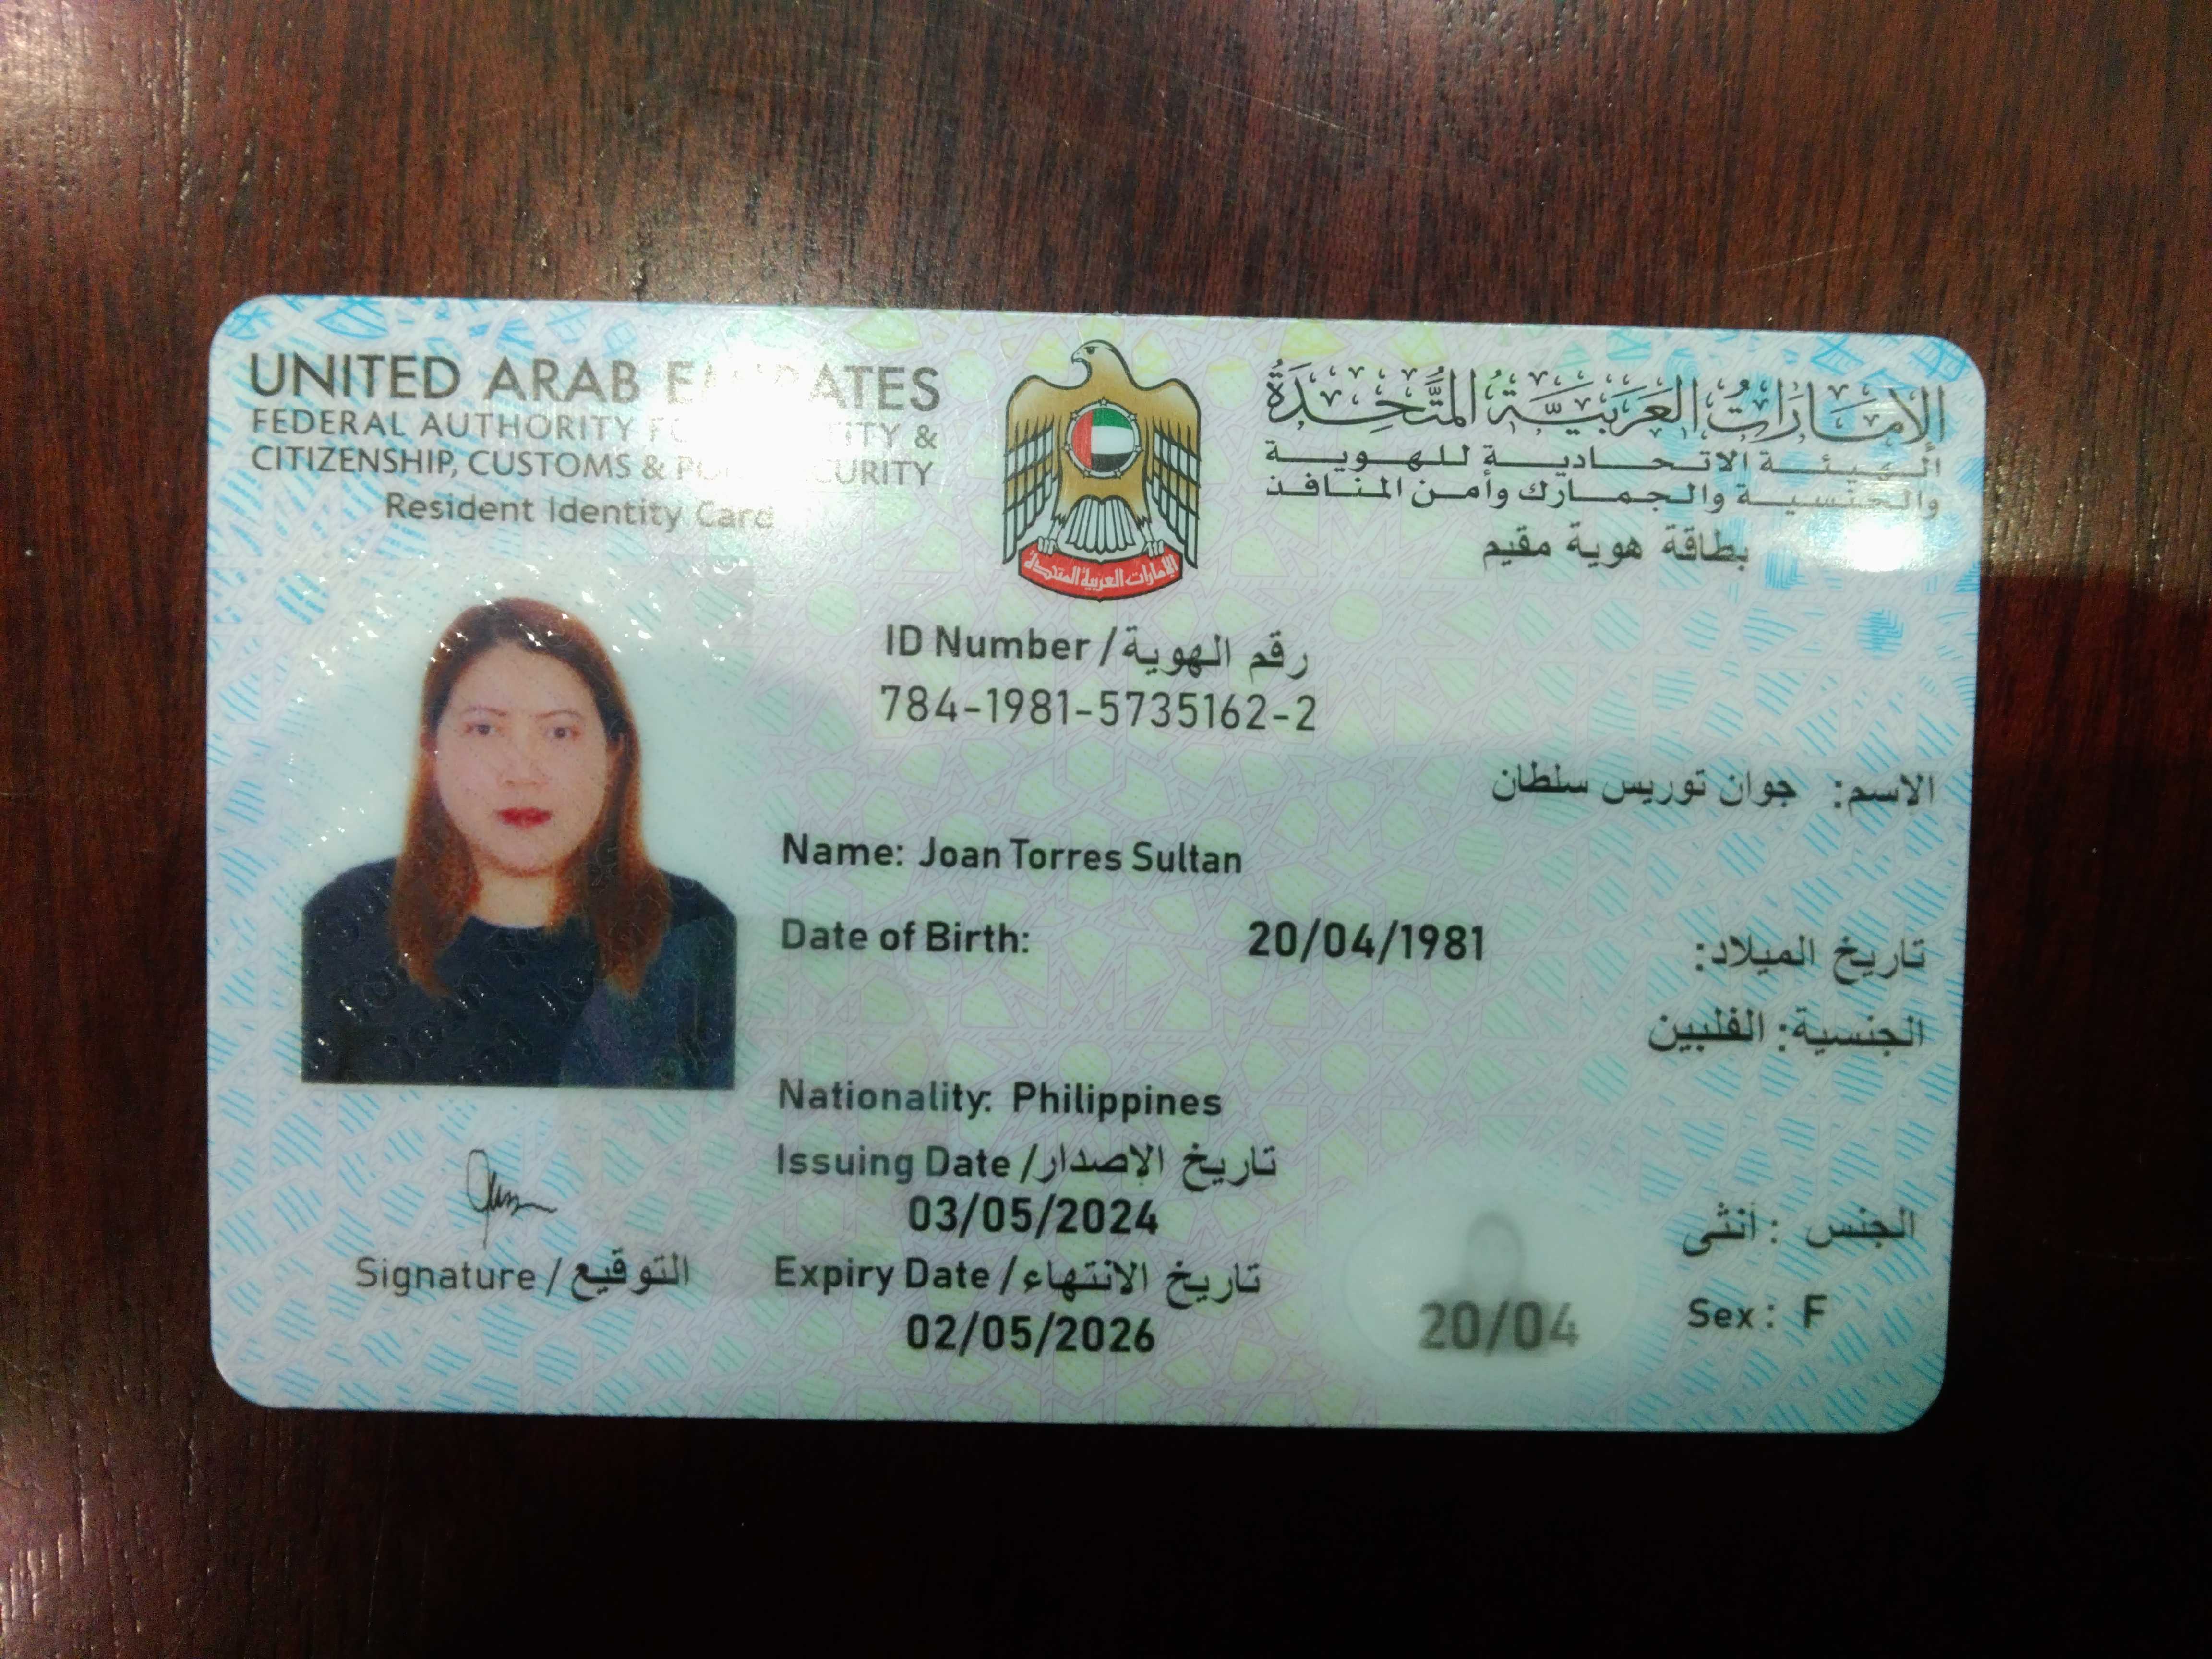 UNITED ARAB
FEDERAL AUTHORITY &
CITIZENSHIP, CUSTOMS &
Resident Identity Card
الإمارات العربية المتحدة
الهيئة الاتحادية للهوية
والجنسية والجمارك وأمن المنافذ
بطاقة هوية مقيم
الإمارات العربية المتحدة
ID Number / رقم الهوية
784-1981-5735162-2
الاسم: جوان توريس سلطان
Name: Joan Torres Sultan
Date of Birth: 20/04/1981 تاريخ الميلاد:
الجنسية: الفلبين
Nationality: Philippines
Issuing Date / تاريخ الإصدار
03/05/2024
Expiry Date / تاريخ الانتهاء
02/05/2026
Signature / التوقيع
20/04
الجنس : أنثى
Sex: F